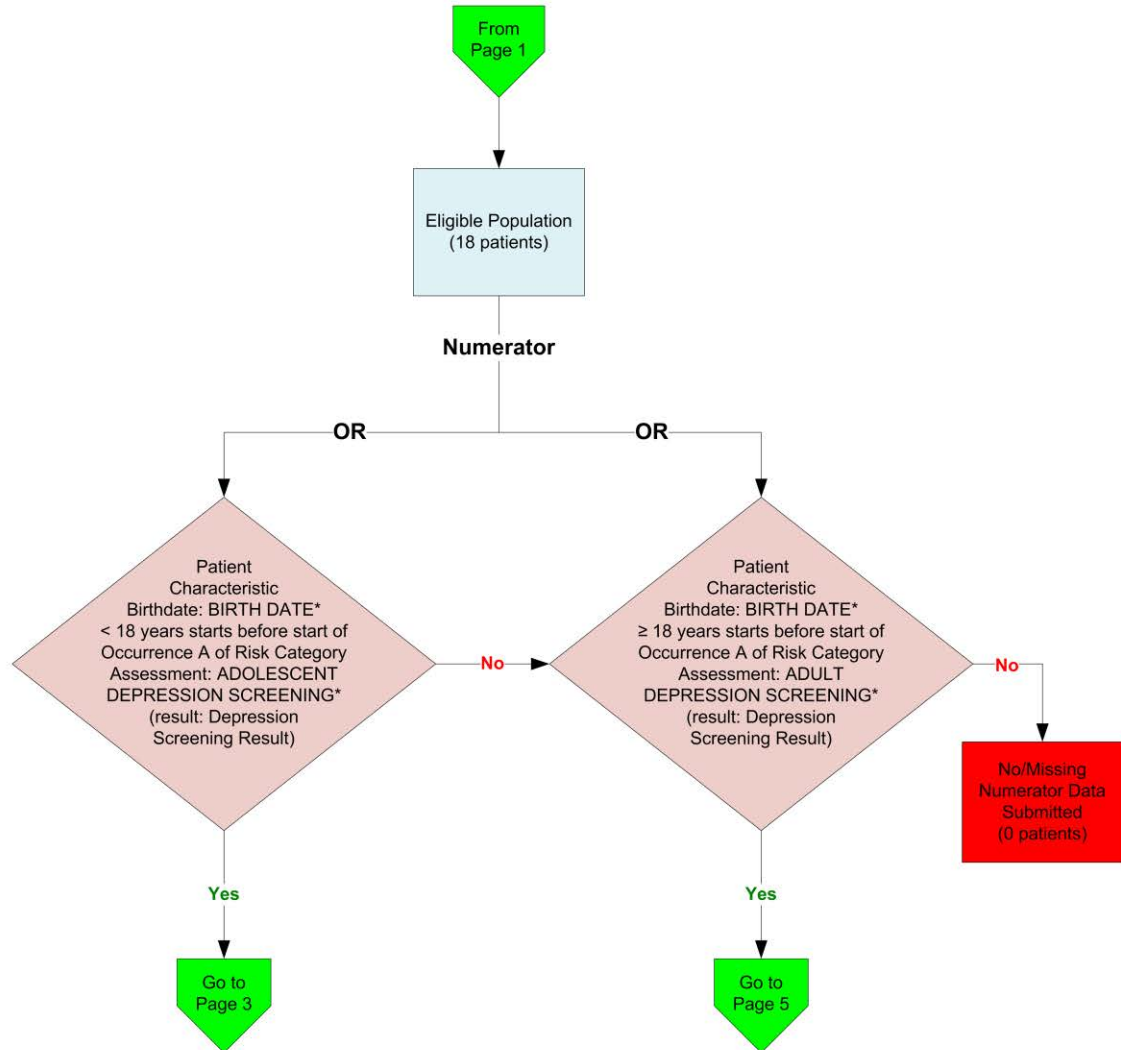 From
Page 1
Eligible Population
(18 patients)
Numerator
OR
OR
Patient
Characteristic
Birthdate: BIRTH DATE*
< 18 years starts before start of
Occurrence A of Risk Category
Assessment: ADOLESCENT
DEPRESSION SCREENING*
(result: Depression
Screening Result)
No
Patient
Characteristic
Birthdate: BIRTH DATE*
≥ 18 years starts before start of
Occurrence A of Risk Category
Assessment: ADULT
DEPRESSION SCREENING*
(result: Depression
Screening Result)
No
No/Missing
Numerator Data
Submitted
(0 patients)
Yes
Yes
Go to
Page 3
Go to
Page 5